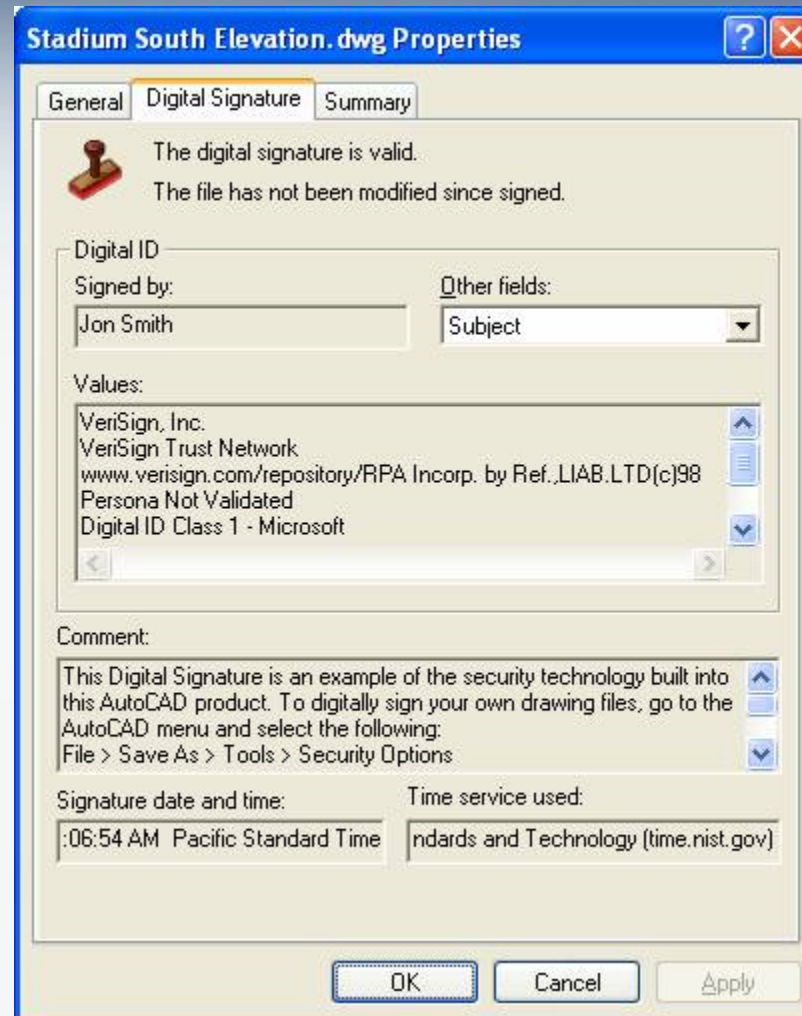 Stadium South Elevation.dwg Properties
General Digital Signature Summary
The digital signature is valid.
The file has not been modified since signed.
Digital ID
Signed by: Other fields:
Jon Smith Subject
Values:
VeriSign, Inc.
VeriSign Trust Network
www.verisign.com/repository/RPA Incorp. by Ref.,LIAB.LTD(c)98
Persona Not Validated
Digital ID Class 1 - Microsoft
Comment:
This Digital Signature is an example of the security technology built into
this AutoCAD product. To digitally sign your own drawing files, go to the
AutoCAD menu and select the following:
File > Save As > Tools > Security Options
Signature date and time: Time service used:
:06:54 AM Pacific Standard Time ndards and Technology (time.nist.gov)
OK Cancel Apply